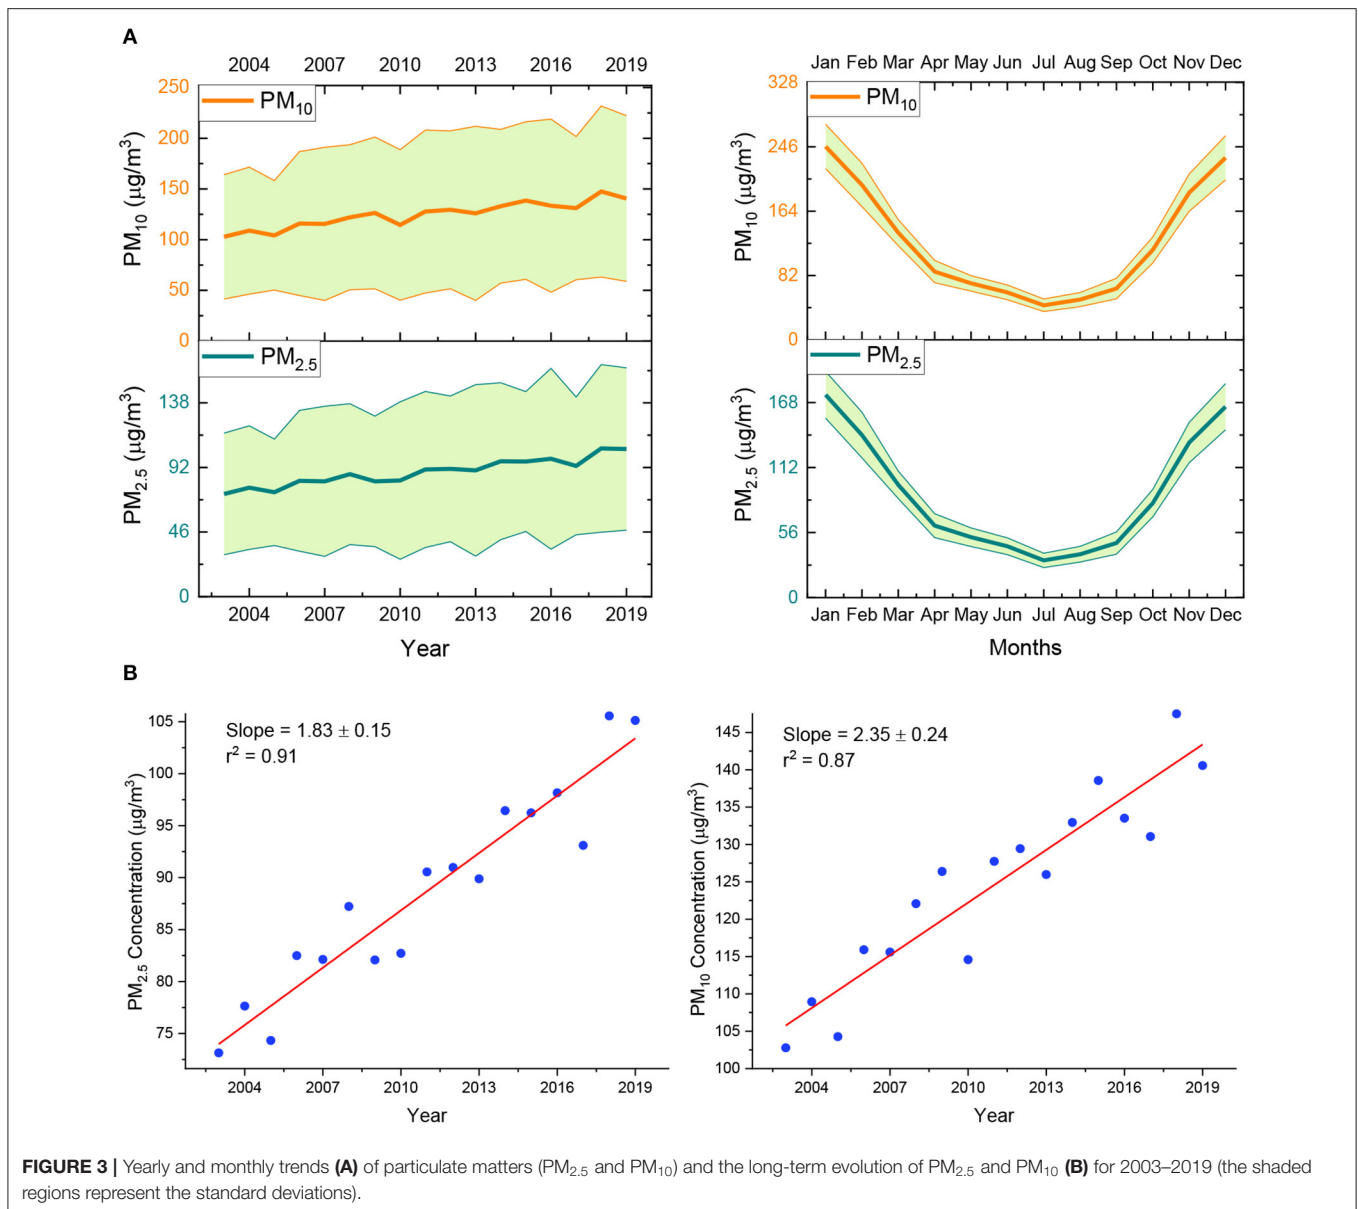 A
2004 2007 2010 2013 2016 2019
250
200
150
100
50
0
PM10 (μg/m3)
PM10
138
92
46
0
PM2.5 (μg/m3)
PM2.5
2004 2007 2010 2013 2016 2019
Year
Jan Feb Mar Apr May Jun Jul Aug Sep Oct Nov Dec
328
246
164
82
0
PM10 (μg/m3)
PM10
168
112
56
0
PM2.5 (μg/m3)
PM2.5
Jan Feb Mar Apr May Jun Jul Aug Sep Oct Nov Dec
Months
B
105
100
95
90
85
80
75
PM2.5 Concentration (μg/m3)
Slope = 1.83 ± 0.15
r2 = 0.91
2004 2007 2010 2013 2016 2019
Year
145
140
135
130
125
120
115
110
105
100
PM10 Concentration (μg/m3)
Slope = 2.35 ± 0.24
r2 = 0.87
2004 2007 2010 2013 2016 2019
Year
FIGURE 3 | Yearly and monthly trends (A) of particulate matters (PM2.5 and PM10) and the long-term evolution of PM2.5 and PM10 (B) for 2003–2019 (the shaded
regions represent the standard deviations).